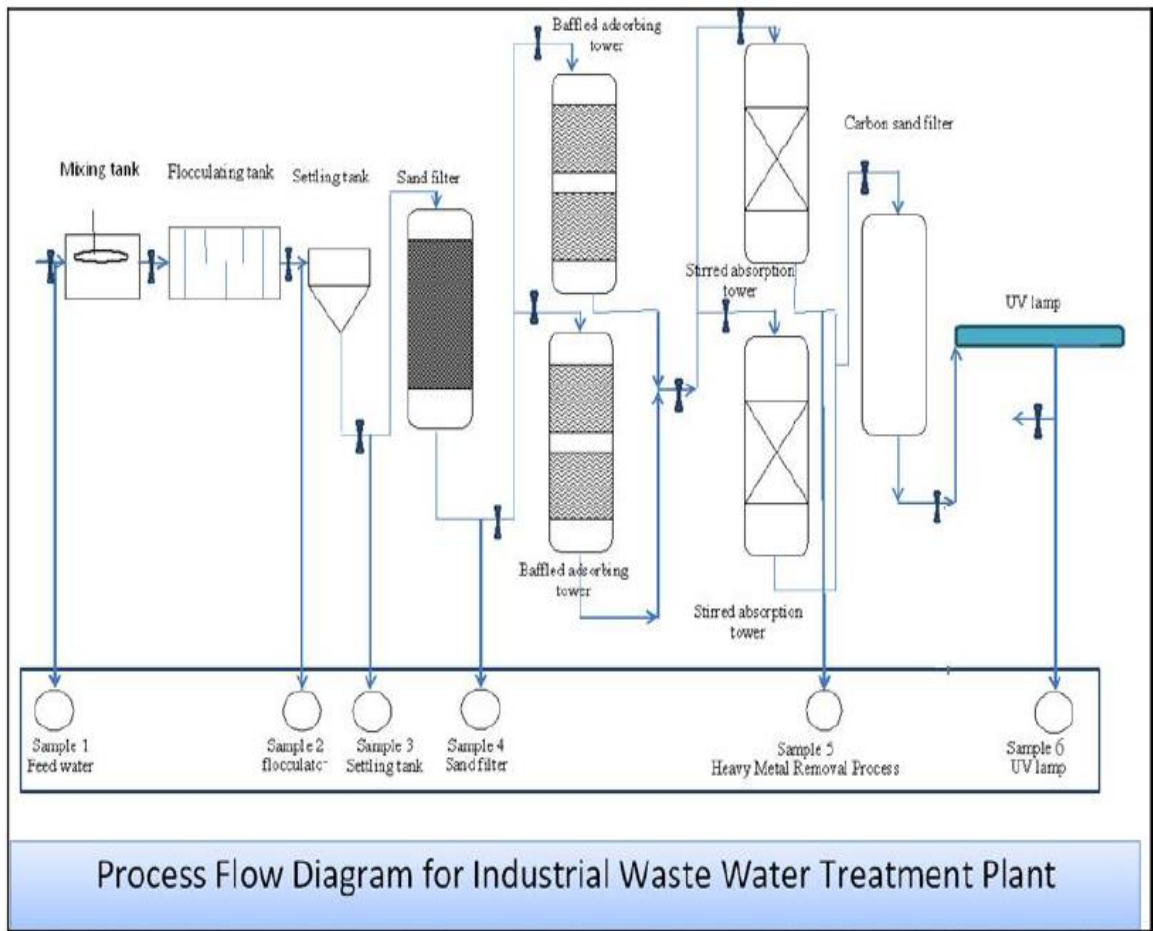 Baffled adsorbing
tower
Carbon sand filter
Mixing tank
Flocculating tank
Settling tank
Sand filter
Stirred absorption
tower
UV lamp
Baffled adsorbing
tower
Stirred absorption
tower
Sample 1
Feed water
Sample 2
flocculator
Sample 3
Settling tank
Sample 4
Sand filter
Sample 5
Heavy Metal Removal Process
Sample 6
UV lamp
Process Flow Diagram for Industrial Waste Water Treatment Plant